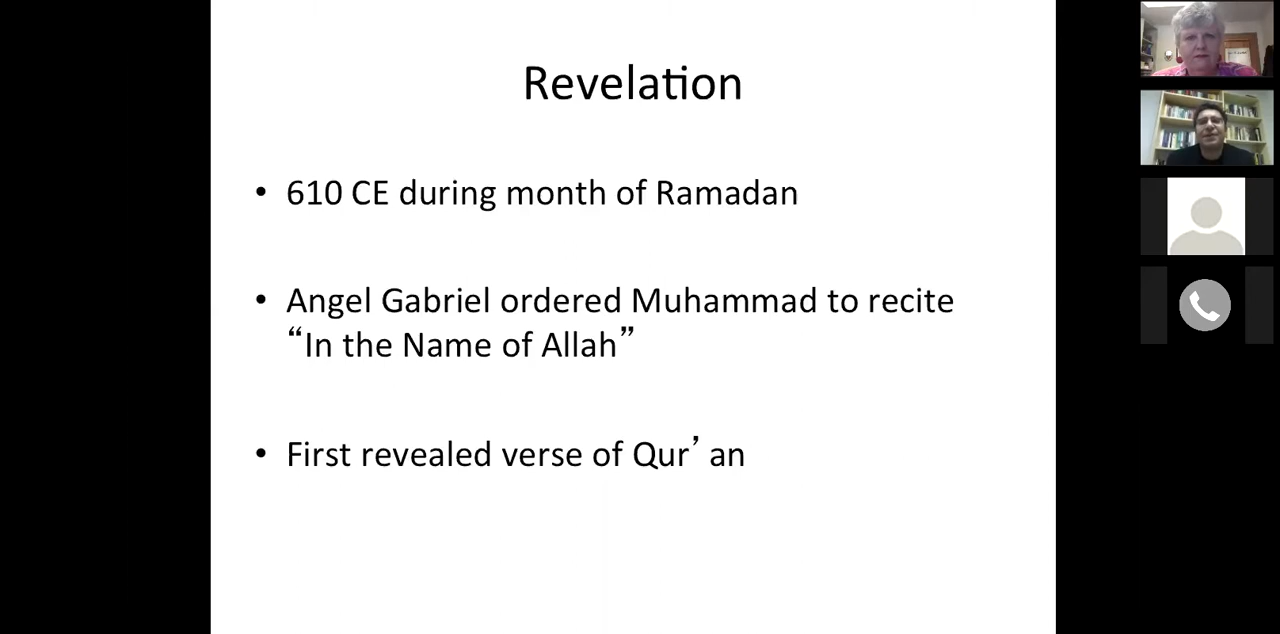 Revelation
• 610 CE during month of Ramadan
• Angel Gabriel ordered Muhammad to recite
“In the Name of Allah”
• First revealed verse of Qur’ an